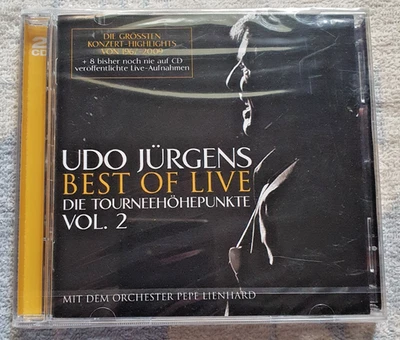 DIE GRÖSSTEN
KONZERT-HIGHLIGHTS
VON 1967-2009
+ 8 bisher noch nie auf CD
veröffentlichte Live-Aufnahmen
UDO JÜRGENS
BEST OF LIVE
DIE TOURNEEHÖHEPUNKTE
VOL. 2
MIT DEM ORCHESTER PEPE LIENHARD